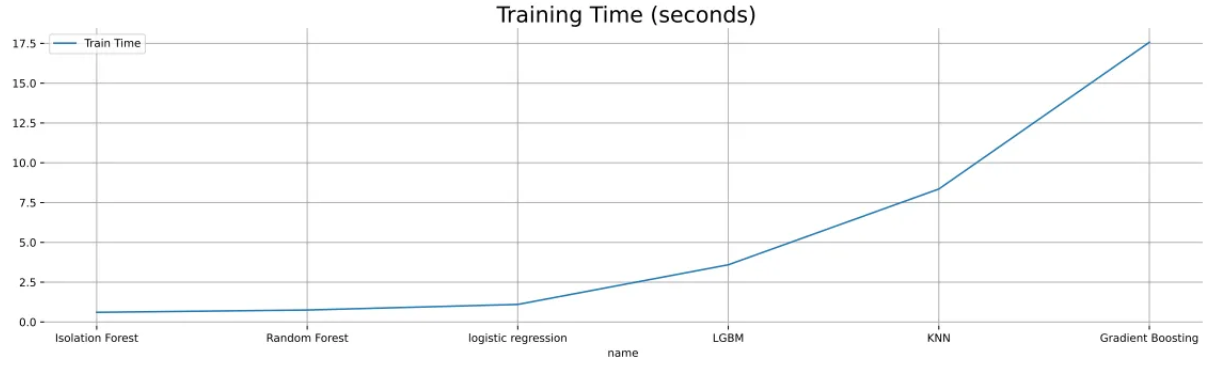 Training Time (seconds)
Train Time
17.5
15.0
12.5
10.0
7.5
5.0
2.5
0.0
Isolation Forest Random Forest logistic regression LGBM KNN Gradient Boosting
name